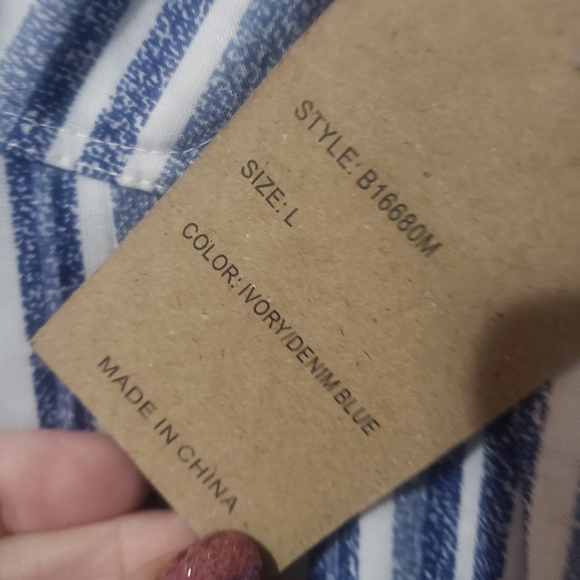 STYLE: B16680M
SIZE: L
COLOR: IVORY/DENIM BLUE
MADE IN CHINA